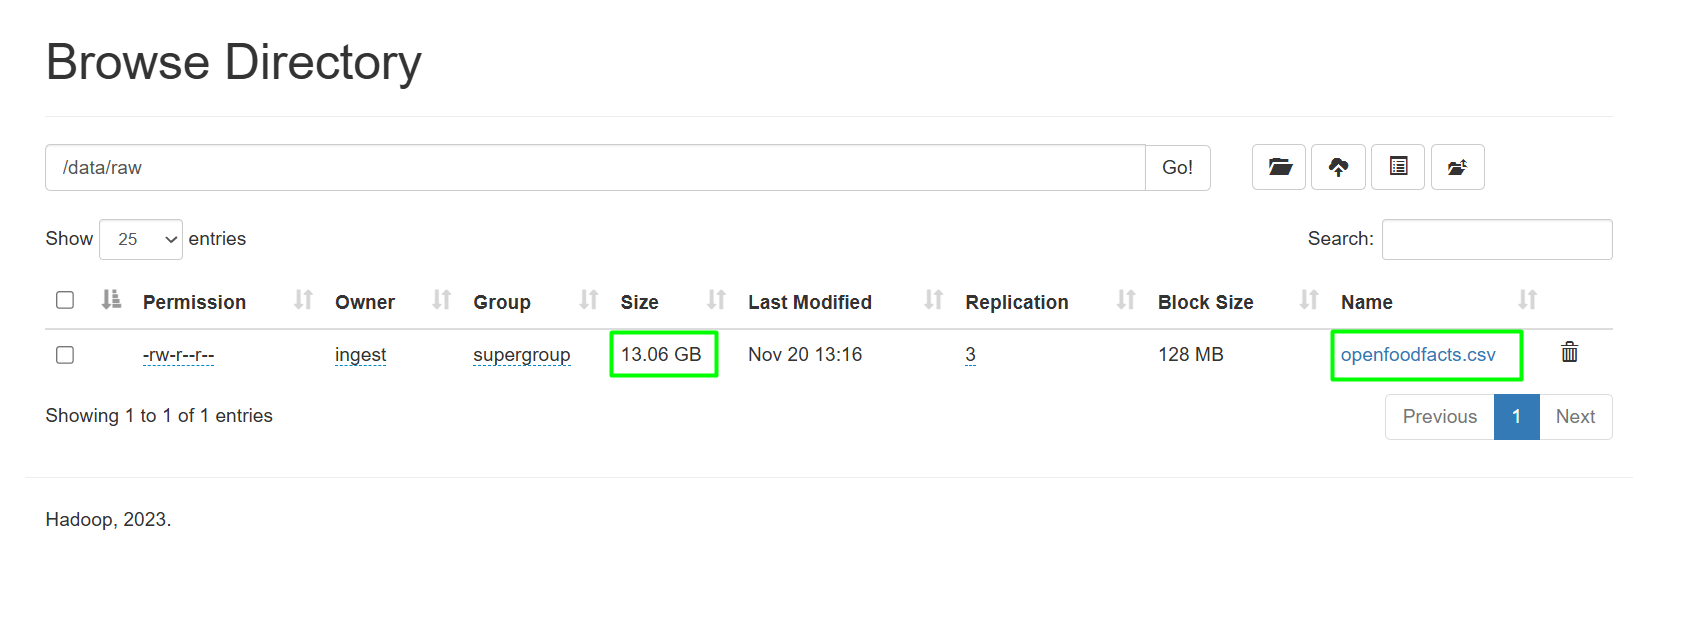 Browse Directory
/data/raw Go!
Show 25 entries Search:
Permission Owner Group Size Last Modified Replication Block Size Name
-rw-r--r-- ingest supergroup 13.06 GB Nov 20 13:16 3 128 MB openfoodfacts.csv
Showing 1 to 1 of 1 entries Previous 1 Next
Hadoop, 2023.